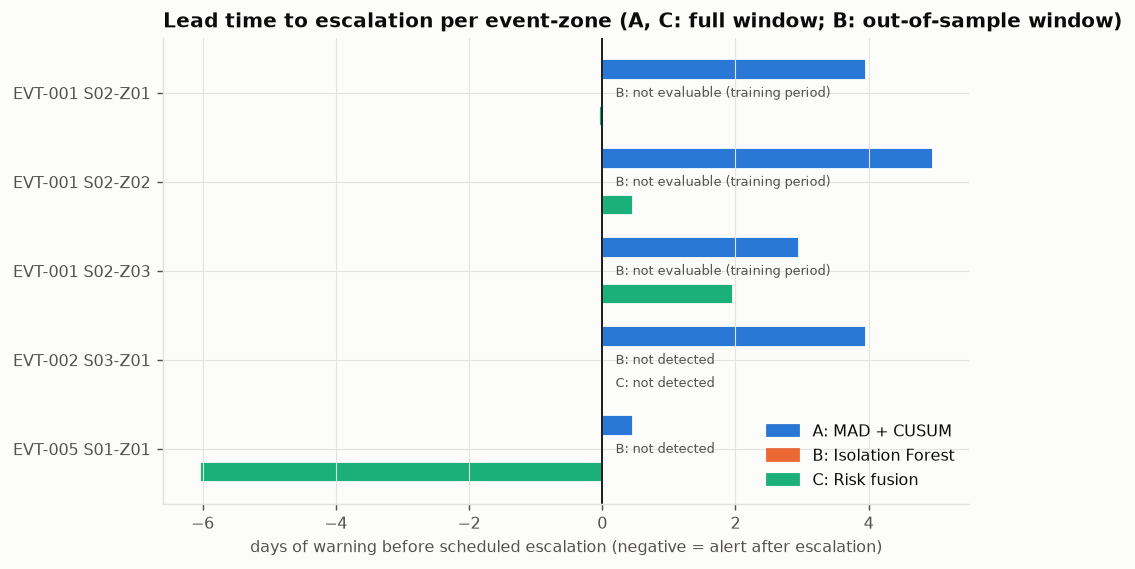 Lead time to escalation per event-zone (A, C: full window; B: out-of-sample window)
EVT-001 S02-Z01
B: not evaluable (training period)
EVT-001 S02-Z02
B: not evaluable (training period)
EVT-001 S02-Z03
B: not evaluable (training period)
EVT-002 S03-Z01
B: not detected
C: not detected
EVT-005 S01-Z01
B: not detected
A: MAD + CUSUM
B: Isolation Forest
C: Risk fusion
−6 −4 −2 0 2 4
days of warning before scheduled escalation (negative = alert after escalation)